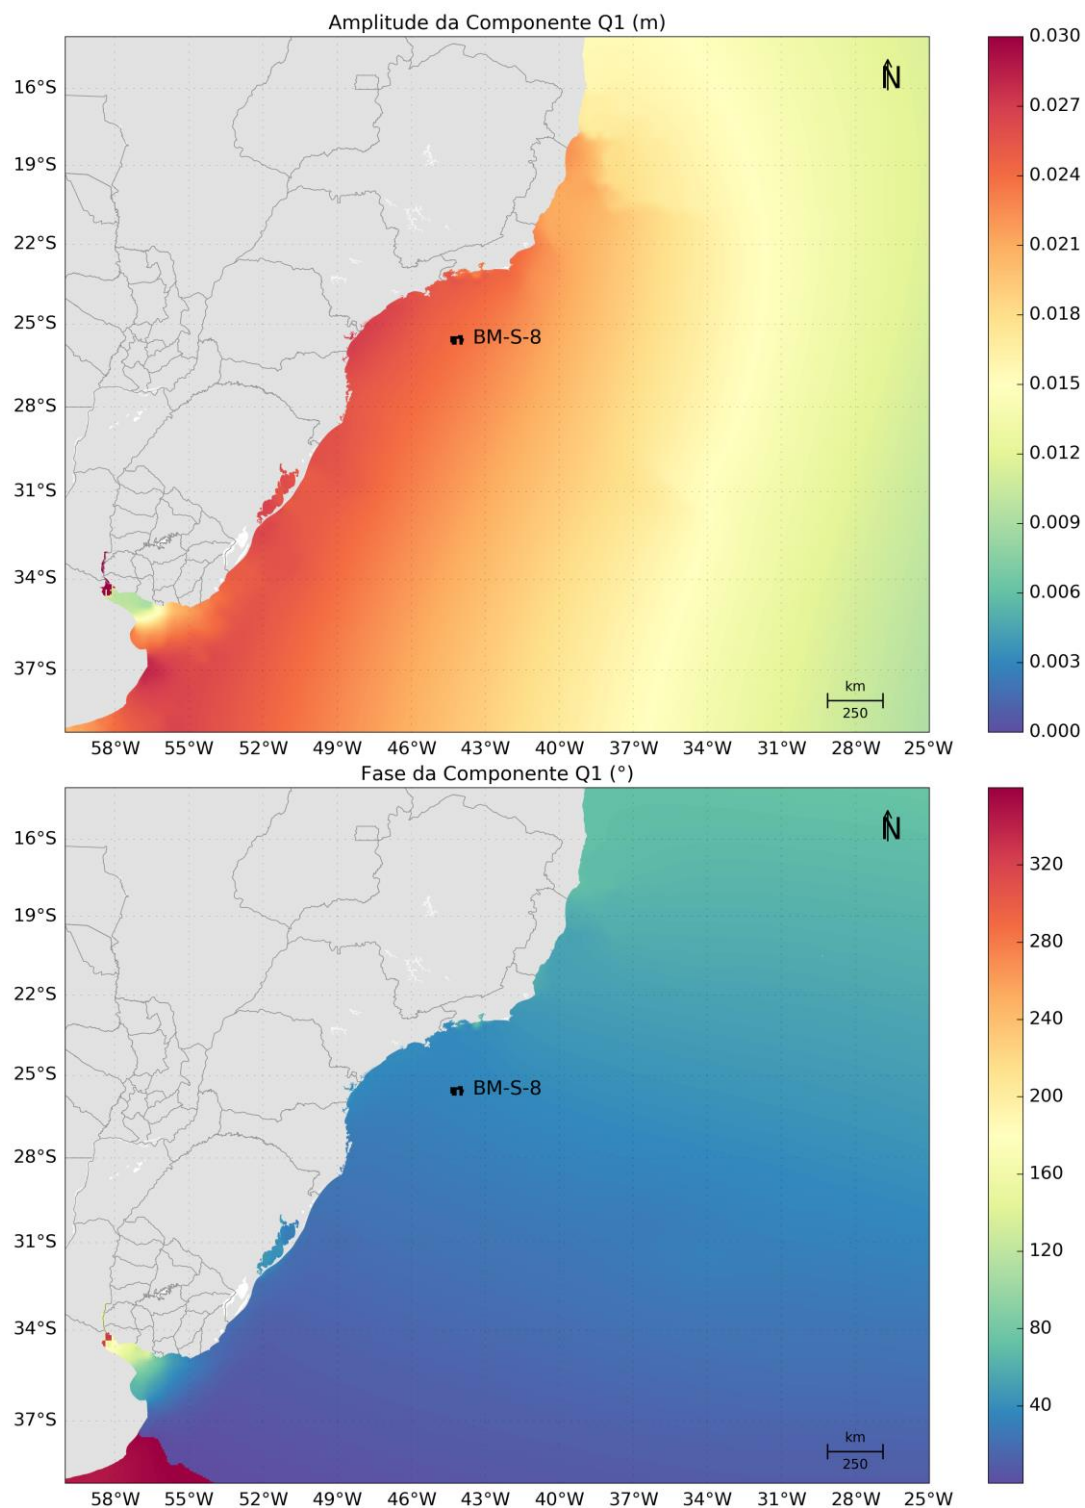 Amplitude da Componente Q1 (m)
16°S
19°S
22°S
25°S
28°S
31°S
34°S
37°S
N
BM-S-8
km
250
58°W 55°W 52°W 49°W 46°W 43°W 40°W 37°W 34°W 31°W 28°W 25°W
0.030
0.027
0.024
0.021
0.018
0.015
0.012
0.009
0.006
0.003
0.000
Fase da Componente Q1 (°)
16°S
19°S
22°S
25°S
28°S
31°S
34°S
37°S
N
BM-S-8
km
250
58°W 55°W 52°W 49°W 46°W 43°W 40°W 37°W 34°W 31°W 28°W 25°W
320
280
240
200
160
120
80
40